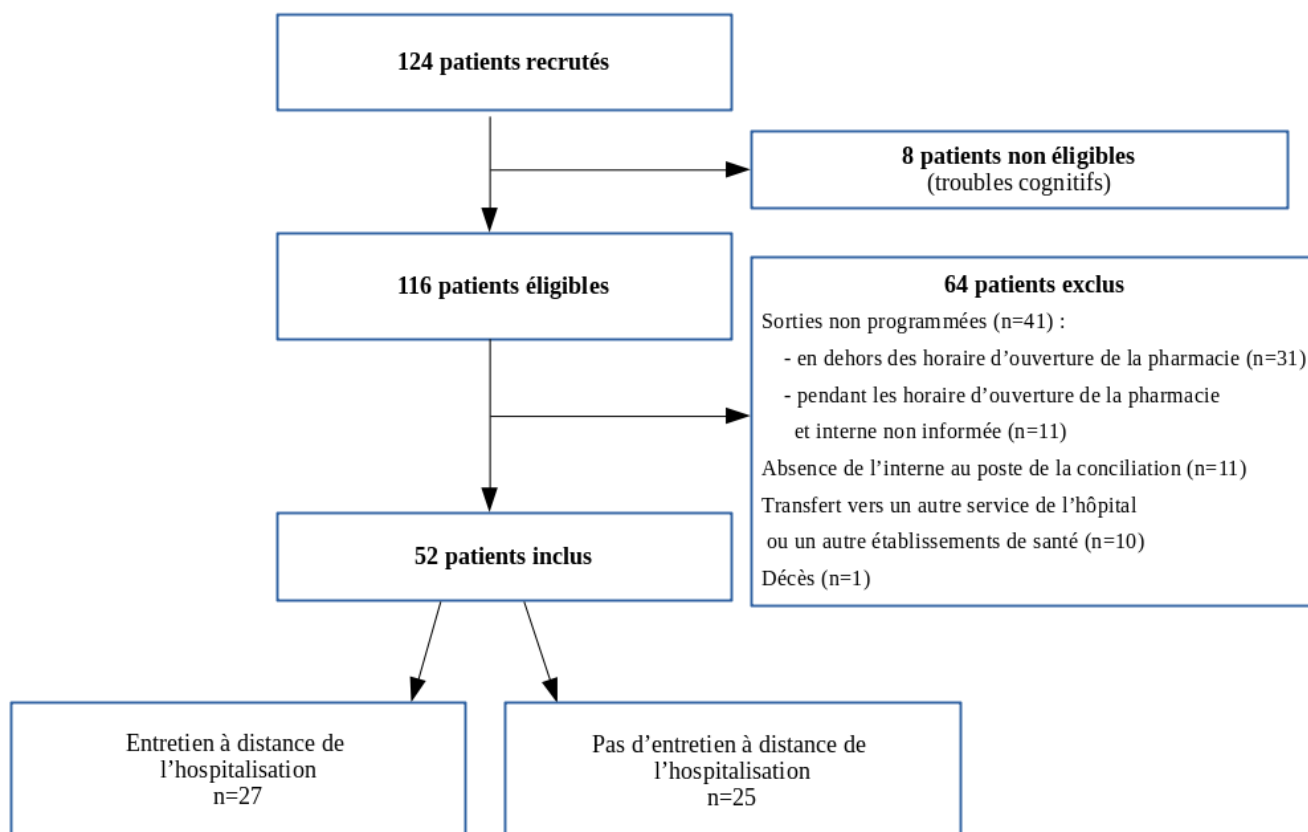 124 patients recrutés
8 patients non éligibles
(troubles cognitifs)
116 patients éligibles
64 patients exclus
Sorties non programmées (n=41) :
- en dehors des horaire d’ouverture de la pharmacie (n=31)
- pendant les horaire d’ouverture de la pharmacie
et interne non informée (n=11)
Absence de l’interne au poste de la conciliation (n=11)
Transfert vers un autre service de l’hôpital
ou un autre établissements de santé (n=10)
Décès (n=1)
52 patients inclus
Entretien à distance de
l’hospitalisation
n=27
Pas d’entretien à distance de
l’hospitalisation
n=25